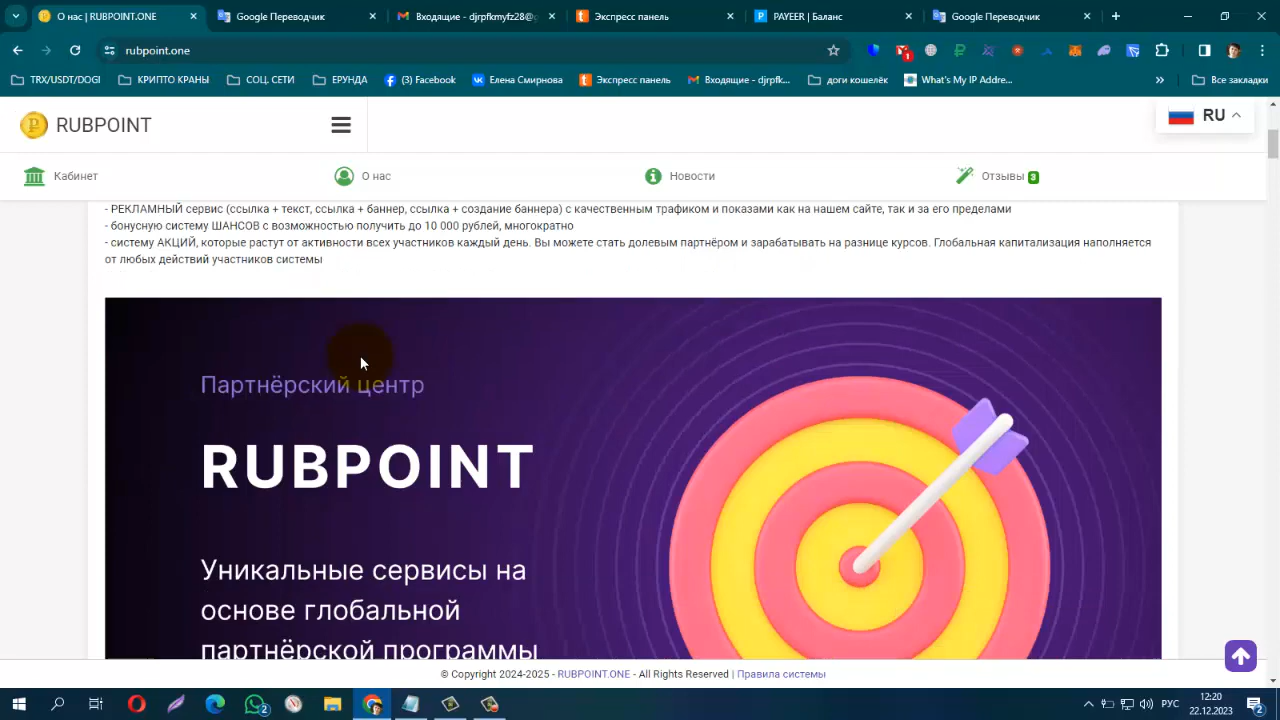 О нас | RUBPOINT.ONE
Google Переводчик
Входящие - djrpfkmyfz28@
Экспресс панель
PAYEER | Баланс
Google Переводчик
rubpoint.one
1
TRX/USDT/DOGI
КРИПТО КРАНЫ
СОЦ. СЕТИ
ЕРУНДА
(3) Facebook
Елена Смирнова
Экспресс панель
Входящие - djrpfk...
доги кошелёк
What's My IP Addre...
Все закладки
RUBPOINT
RU
Кабинет
О нас
Новости
Отзывы 3
- РЕКЛАМНЫЙ сервис (ссылка + текст, ссылка + баннер, ссылка + создание баннера) с качественным трафиком и показами как на нашем сайте, так и за его пределами
- бонусную систему ШАНСОВ с возможностью получить до 10 000 рублей, многократно
- систему АКЦИЙ, которые растут от активности всех участников каждый день. Вы можете стать долевым партнёром и зарабатывать на разнице курсов. Глобальная капитализация наполняется
от любых действий участников системы
Партнёрский центр
RUBPOINT
Уникальные сервисы на
основе глобальной
партнёрской программы
© Copyright 2024-2025 - RUBPOINT.ONE - All Rights Reserved | Правила системы
2
РУС
12:20
22.12.2023
2